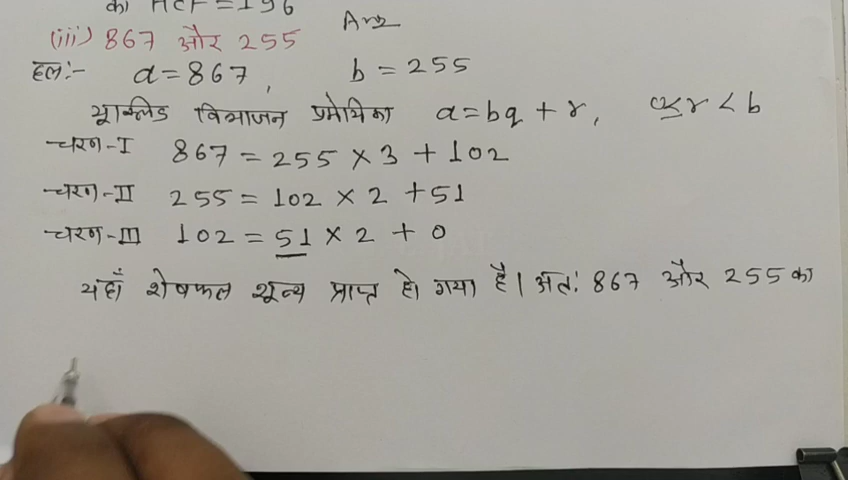 का HCF = 196
Ans
(iii) 867 और 255
हल:- a = 867, b = 255
यूक्लिड विभाजन प्रमेयिका a = bq + r, 0 ≤ r < b
चरण-I 867 = 255 × 3 + 102
चरण-II 255 = 102 × 2 + 51
चरण-III 102 = 51 × 2 + 0
यहाँ शेषफल शून्य प्राप्त हो गया है। अत: 867 और 255 का